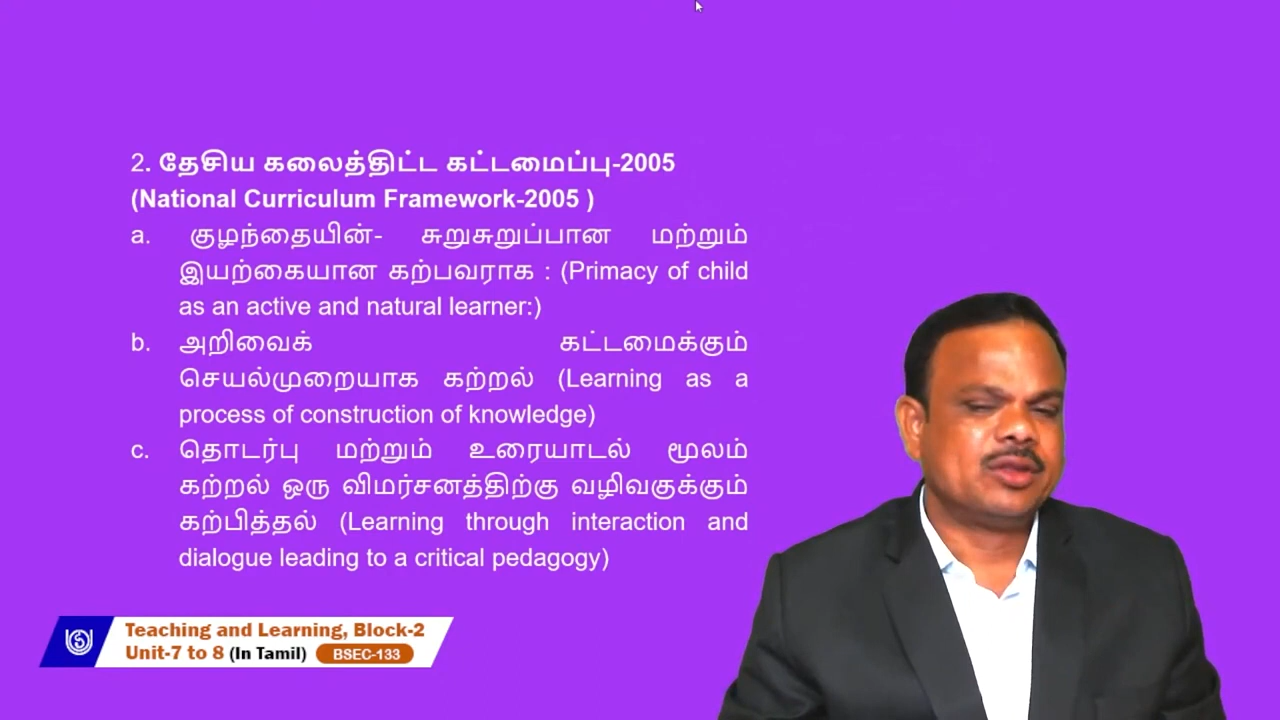 2. தேசிய கலைத்திட்ட கட்டமைப்பு-2005
(National Curriculum Framework-2005 )
a. குழந்தையின்- சுறுசுறுப்பான மற்றும்
இயற்கையான கற்பவராக : (Primacy of child
as an active and natural learner:)
b. அறிவைக் கட்டமைக்கும்
செயல்முறையாக கற்றல் (Learning as a
process of construction of knowledge)
c. தொடர்பு மற்றும் உரையாடல் மூலம்
கற்றல் ஒரு விமர்சனத்திற்கு வழிவகுக்கும்
கற்பித்தல் (Learning through interaction and
dialogue leading to a critical pedagogy)
Teaching and Learning, Block-2
Unit-7 to 8 (In Tamil) BSEC-133